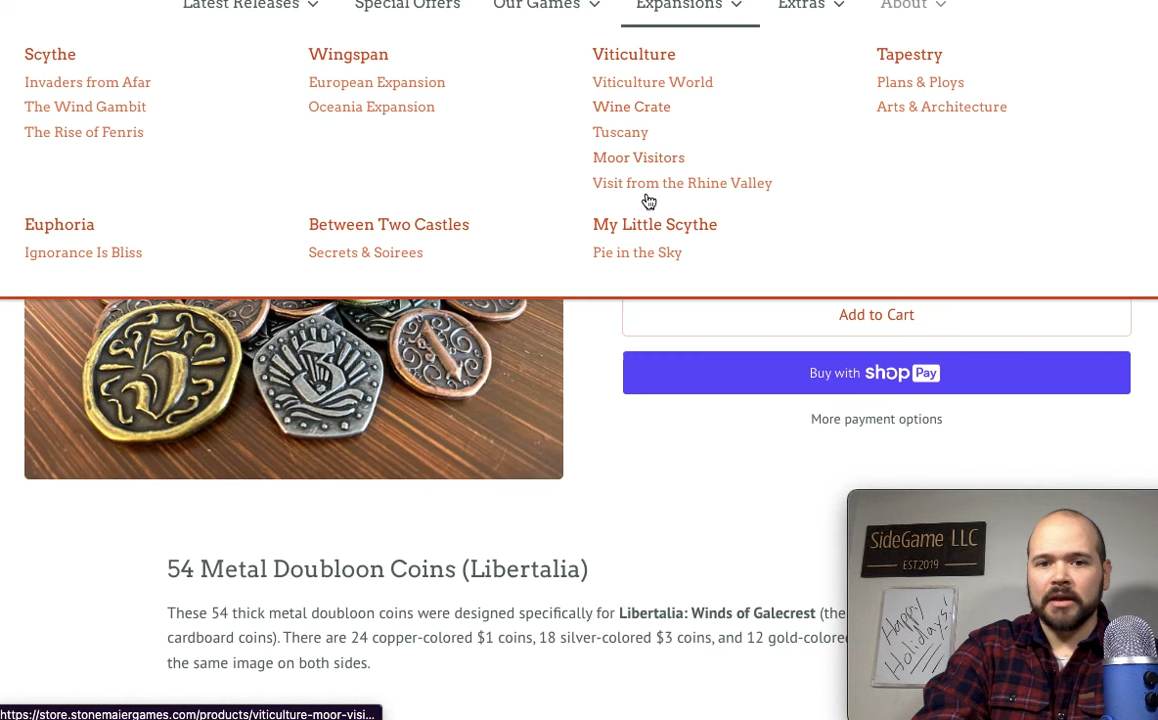 Latest Releases Special Offers Our Games Expansions Extras About
Scythe Wingspan Viticulture Tapestry
Invaders from Afar European Expansion Viticulture World Plans & Ploys
The Wind Gambit Oceania Expansion Wine Crate Arts & Architecture
The Rise of Fenris Tuscany
Moor Visitors
Visit from the Rhine Valley
Euphoria Between Two Castles My Little Scythe
Ignorance Is Bliss Secrets & Soirees Pie in the Sky
Add to Cart
Buy with shop Pay
More payment options
54 Metal Doubloon Coins (Libertalia)
These 54 thick metal doubloon coins were designed specifically for Libertalia: Winds of Galecrest (the
cardboard coins). There are 24 copper-colored $1 coins, 18 silver-colored $3 coins, and 12 gold-colore
the same image on both sides.
SideGame LLC
EST.2019
Happy
Holidays!
https://store.stonemaiergames.com/products/viticulture-moor-visi...
5
3
1